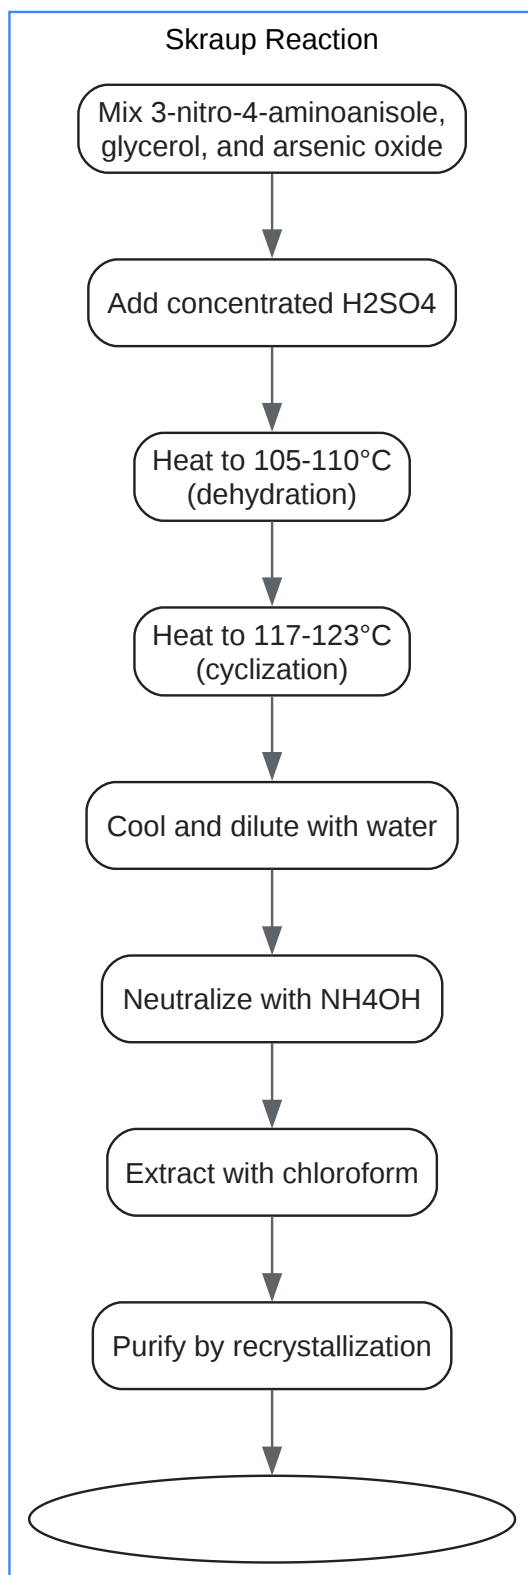 Skraup Reaction
Mix 3-nitro-4-aminoanisole,
glycerol, and arsenic oxide
Add concentrated H2SO4
Heat to 105-110°C
(dehydration)
Heat to 117-123°C
(cyclization)
Cool and dilute with water
Neutralize with NH4OH
Extract with chloroform
Purify by recrystallization